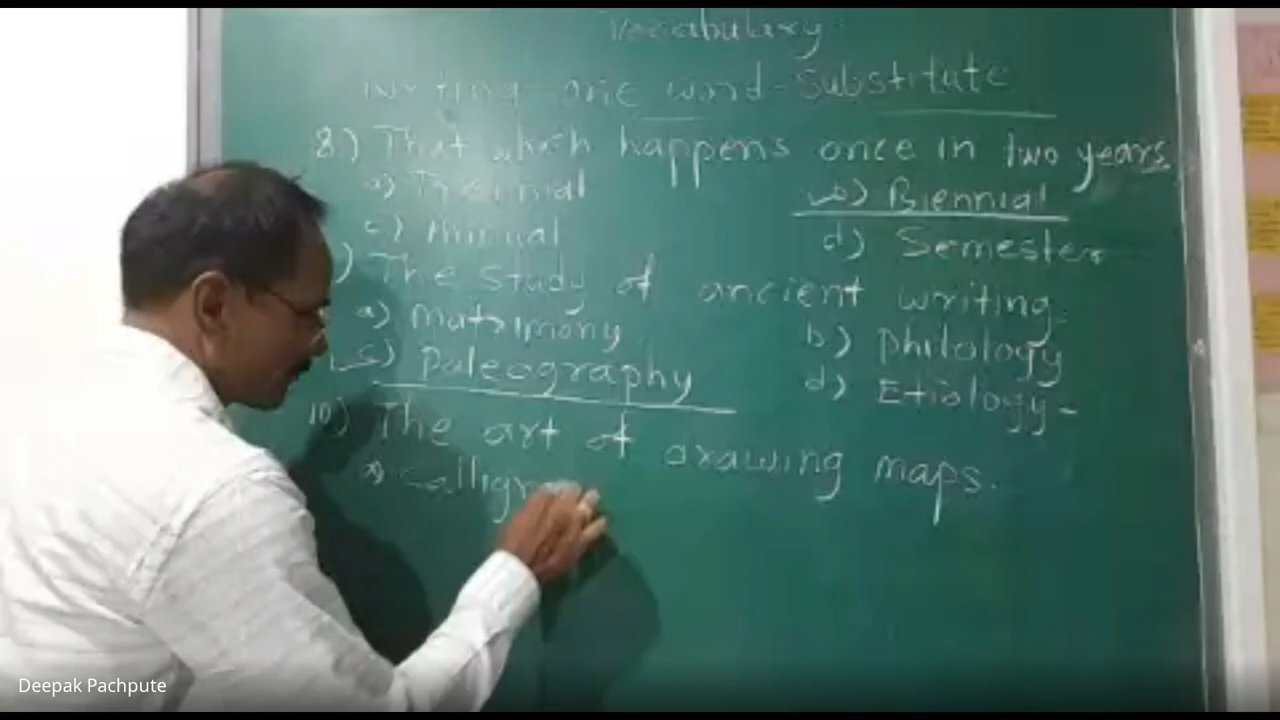 Vocabulary.
Writing one word-Substitute
8.) That which happens once in two years.
a) Triennial b) Biennial
c) Annual d) Semester
) The Study of ancient writing.
a) Matrimony b) Philology
c) Paleography d) Etiology-
10) The art of drawing maps.
a) Calligr
Deepak Pachpute